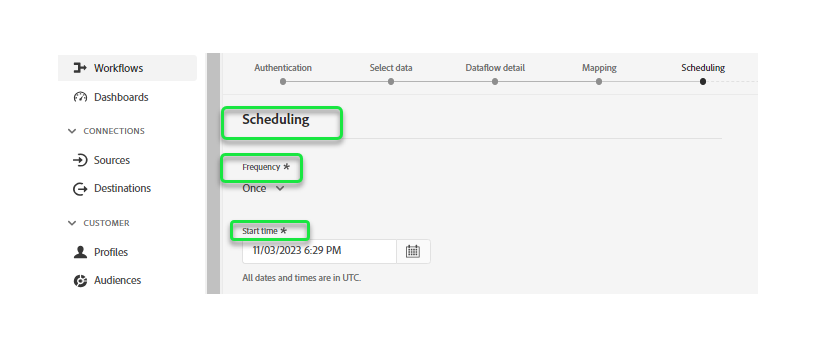 Workflows
Dashboards
CONNECTIONS
Sources
Destinations
CUSTOMER
Profiles
Audiences
Authentication
Select data
Dataflow detail
Mapping
Scheduling
Scheduling
Frequency *
Once
Start time *
11/03/2023 6:29 PM
All dates and times are in UTC.